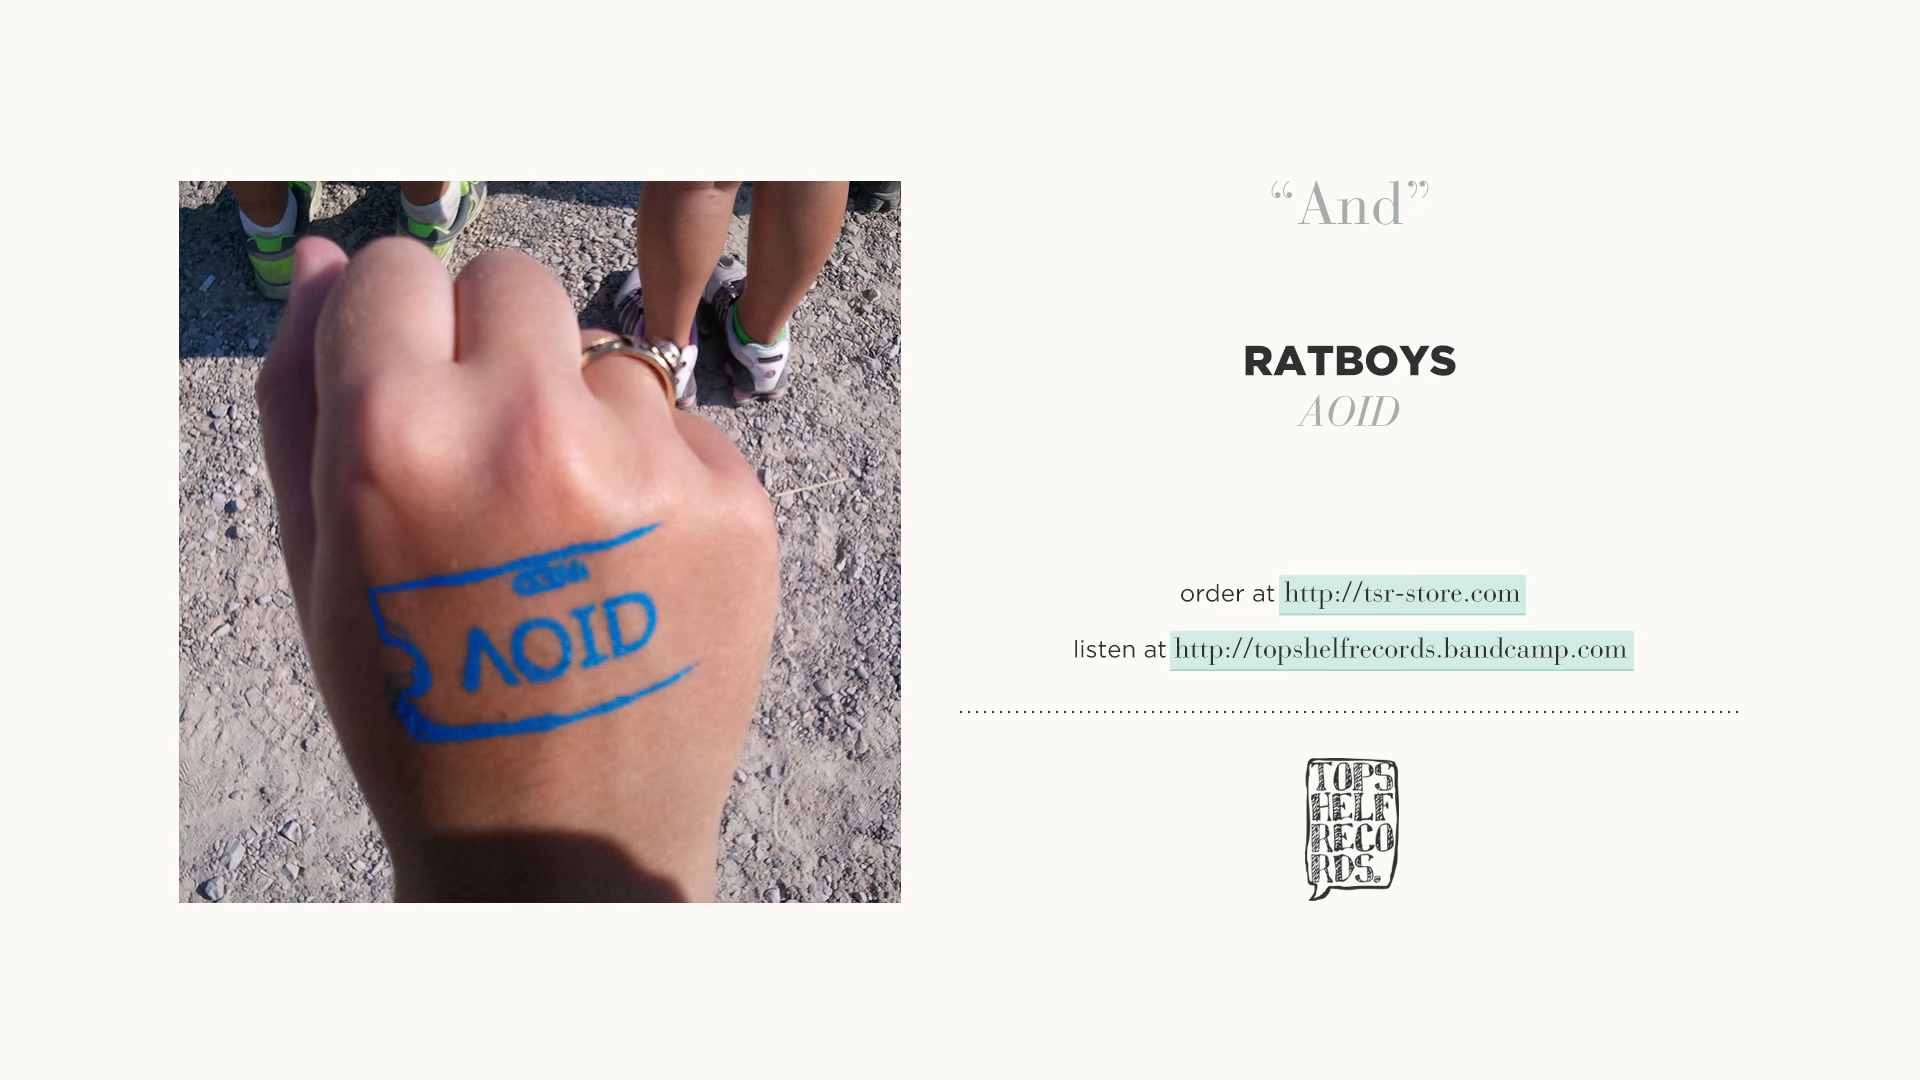 ΛOID
“And”
RATBOYS
AOID
order at http://tsr-store.com
listen at http://topshelfrecords.bandcamp.com
TOPS
HELF
RECO
RDS.